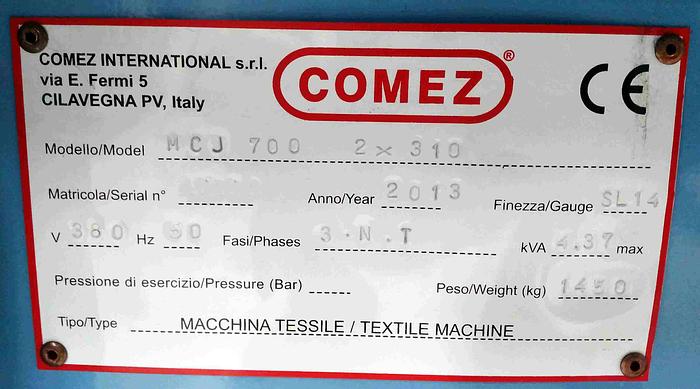 COMEZ INTERNATIONAL s.r.l.
via E. Fermi 5
CILAVEGNA PV, Italy
COMEZ®
CE
Modello/Model MCJ 700 2x310
Matricola/Serial n°
Anno/Year 2013
Finezza/Gauge SL14
V 380 Hz 50 Fasi/Phases 3·N.T kVA 4.37 max
Pressione di esercizio/Pressure (Bar)
Peso/Weight (kg) 1450
Tipo/Type MACCHINA TESSILE / TEXTILE MACHINE